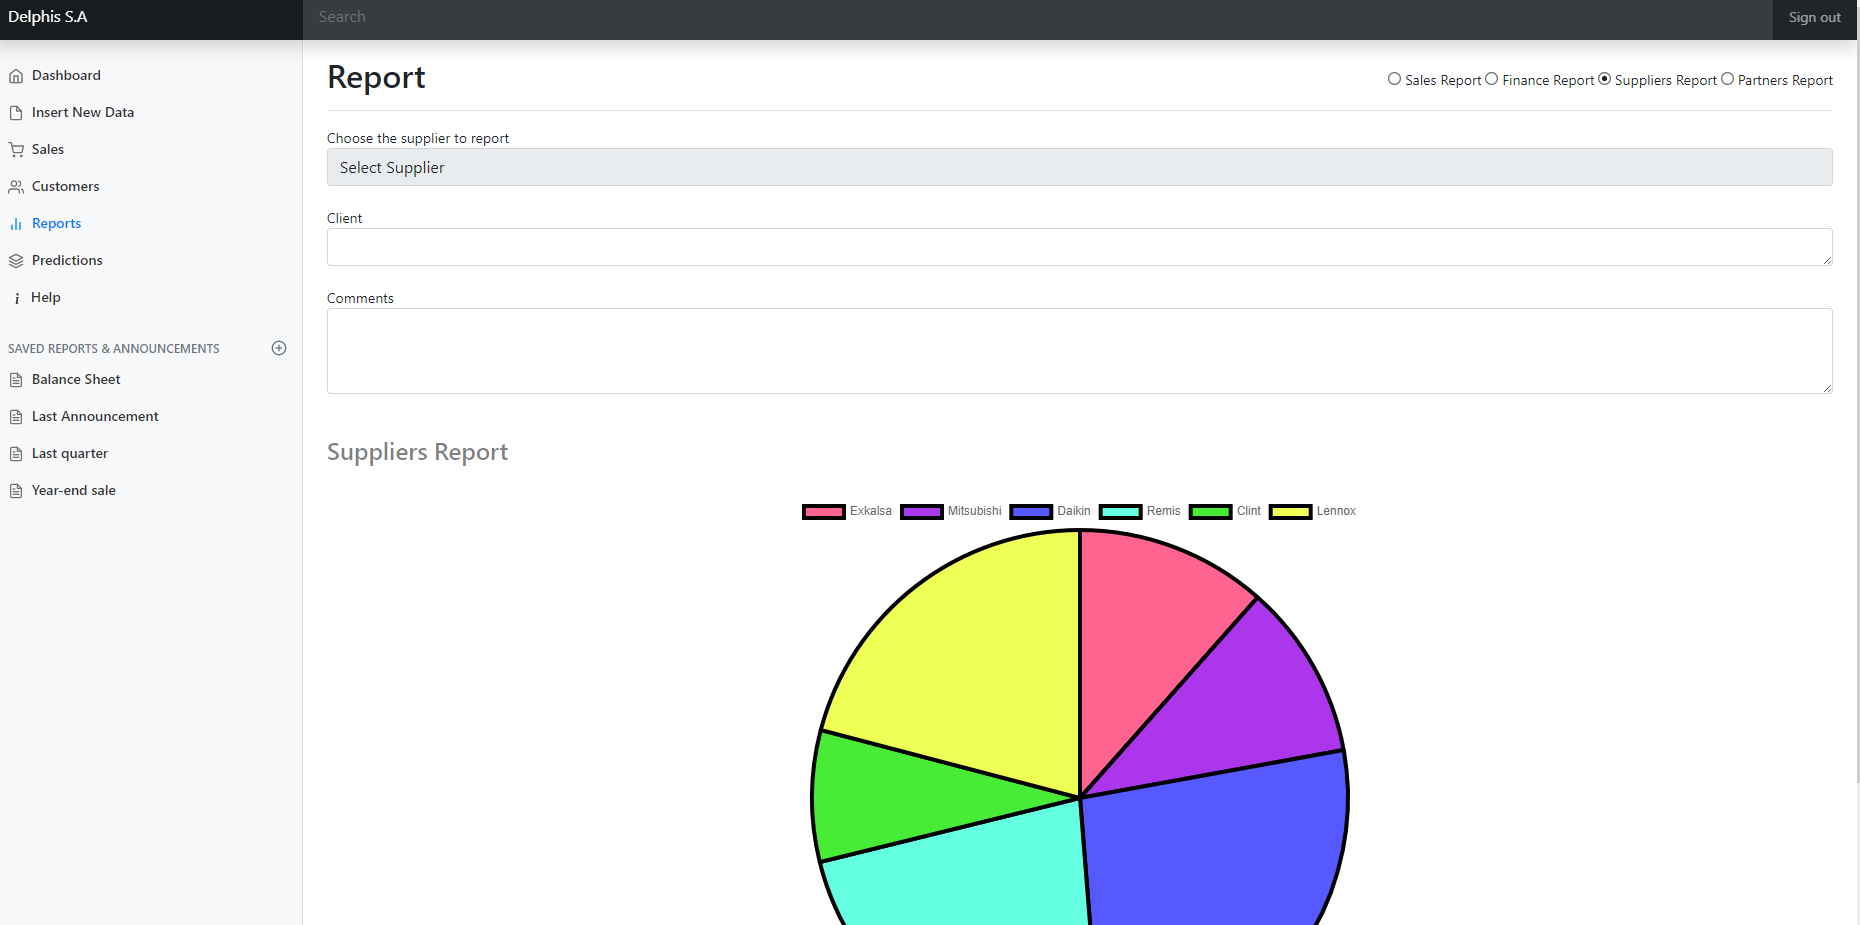 Delphis S.A
Search
Sign out
Dashboard
Insert New Data
Sales
Customers
Reports
Predictions
Help
SAVED REPORTS & ANNOUNCEMENTS
Balance Sheet
Last Announcement
Last quarter
Year-end sale
Report
Sales Report Finance Report Suppliers Report Partners Report
Choose the supplier to report
Select Supplier
Client
Comments
Suppliers Report
Exkalsa Mitsubishi Daikin Remis Clint Lennox